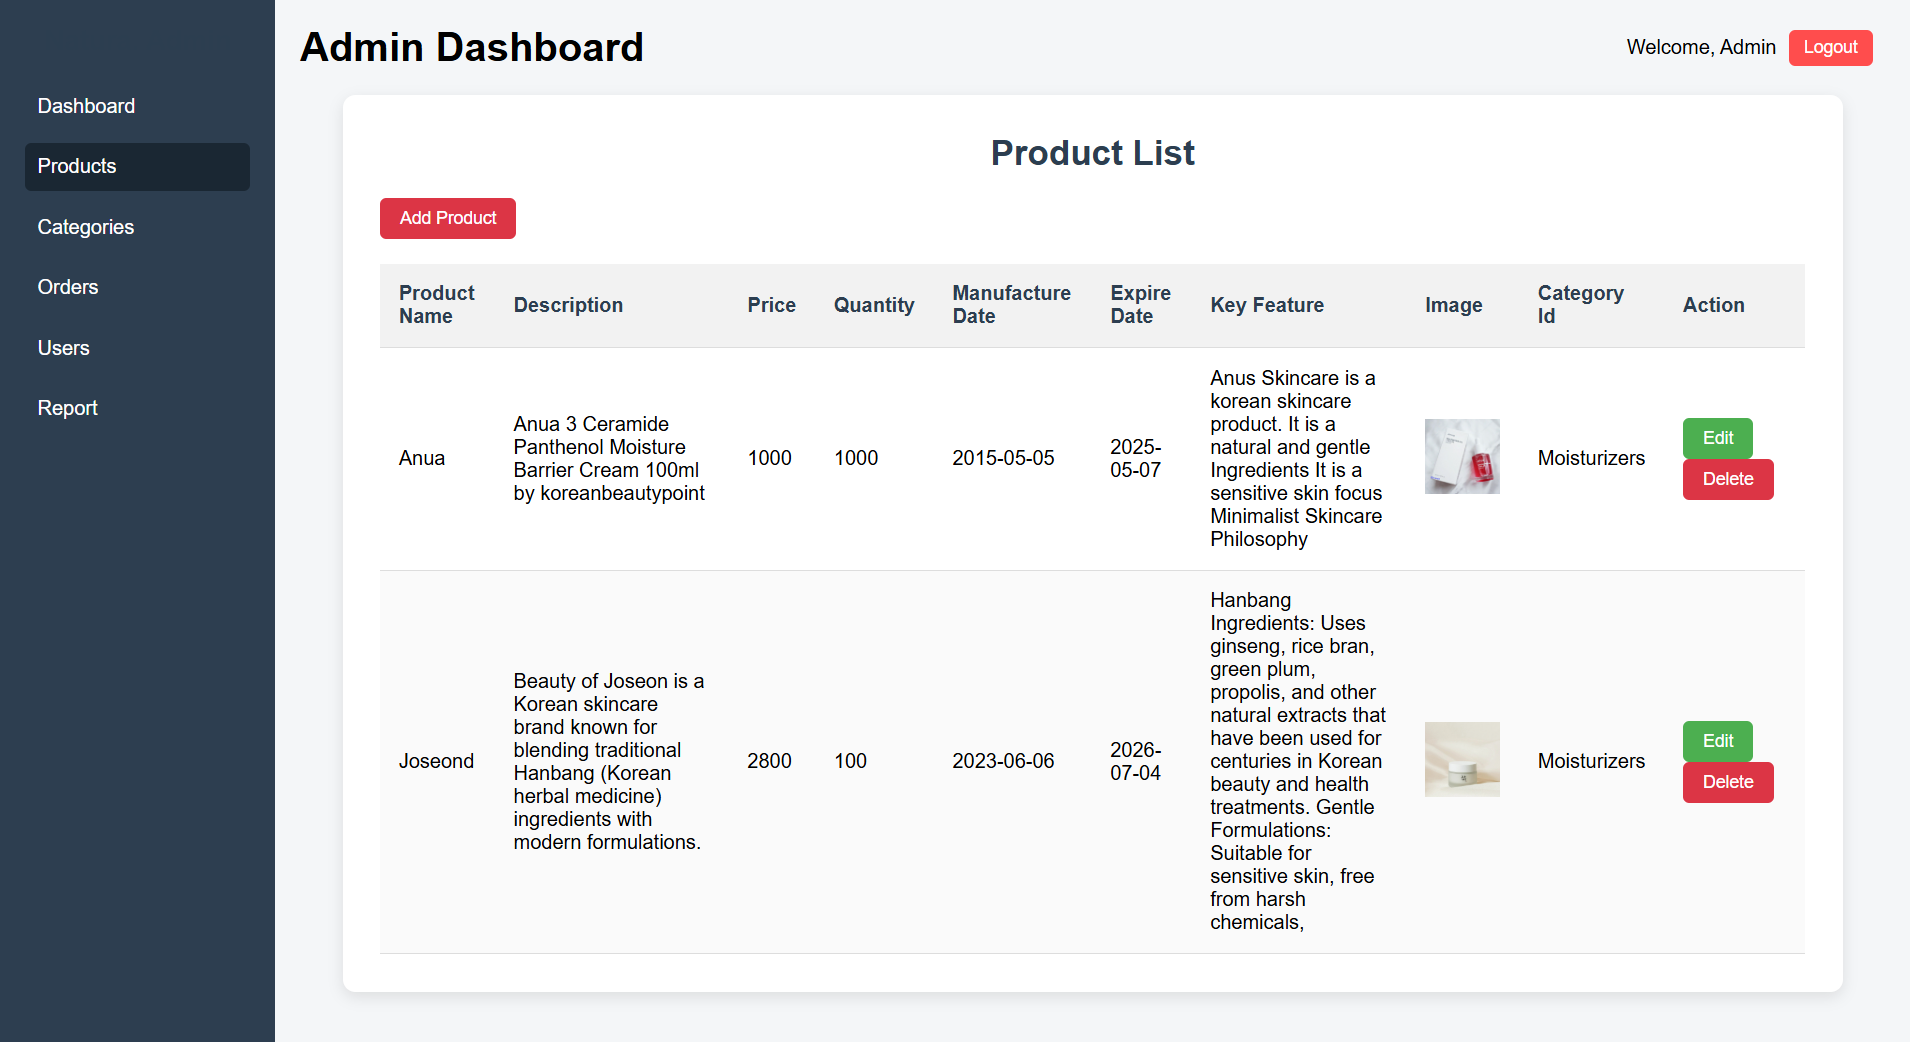 Admin Dashboard
Welcome, Admin
Logout
Dashboard
Products
Categories
Orders
Users
Report
Product List
Add Product
Product
Name
Description
Price
Quantity
Manufacture
Date
Expire
Date
Key Feature
Image
Category
Id
Action
Anua
Anua 3 Ceramide
Panthenol Moisture
Barrier Cream 100ml
by koreanbeautypoint
1000
1000
2015-05-05
2025-
05-07
Anus Skincare is a
korean skincare
product. It is a
natural and gentle
Ingredients It is a
sensitive skin focus
Minimalist Skincare
Philosophy
Moisturizers
Edit
Delete
Joseond
Beauty of Joseon is a
Korean skincare
brand known for
blending traditional
Hanbang (Korean
herbal medicine)
ingredients with
modern formulations.
2800
100
2023-06-06
2026-
07-04
Hanbang
Ingredients: Uses
ginseng, rice bran,
green plum,
propolis, and other
natural extracts that
have been used for
centuries in Korean
beauty and health
treatments. Gentle
Formulations:
Suitable for
sensitive skin, free
from harsh
chemicals,
Moisturizers
Edit
Delete